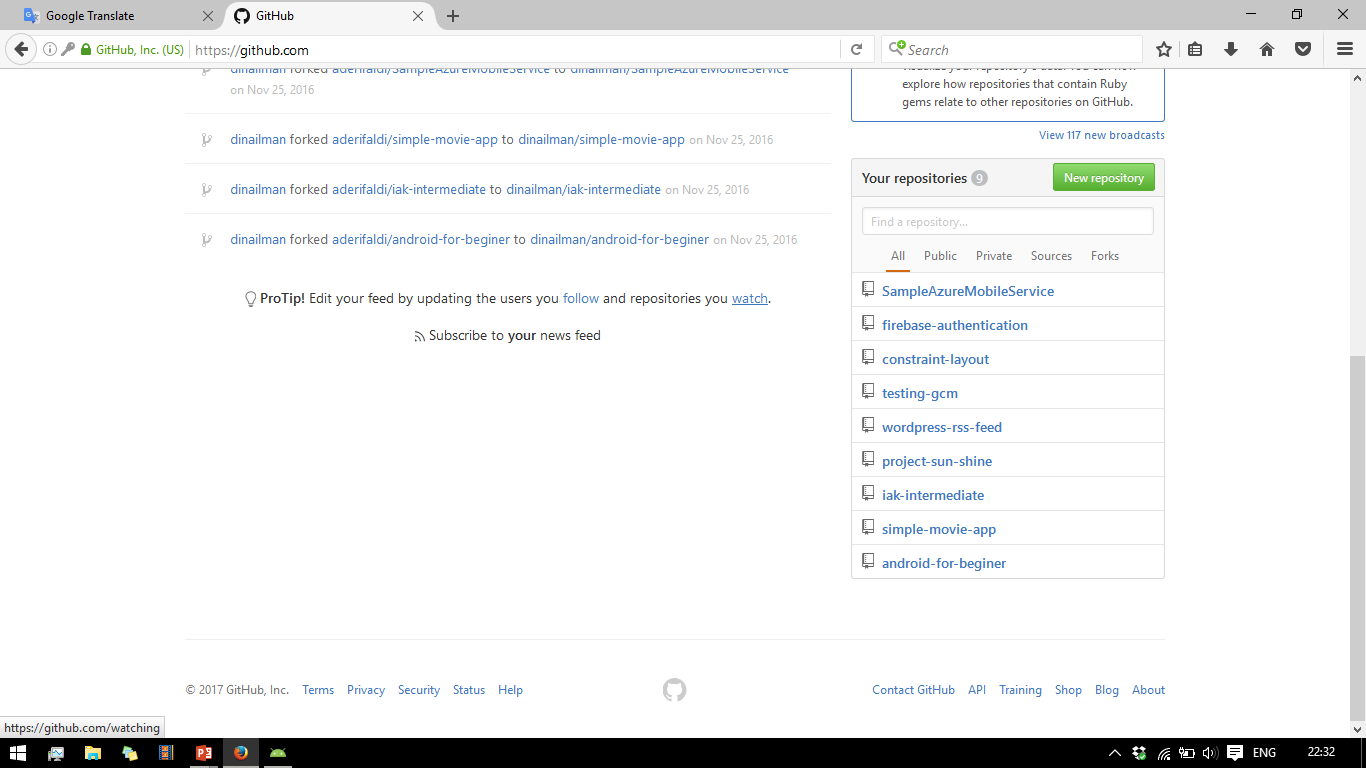 Google Translate
GitHub
GitHub, Inc. (US)
https://github.com
Search
dinailman forked aderifaldi/SampleAzureMobileService to dinailman/SampleAzureMobileService
on Nov 25, 2016
dinailman forked aderifaldi/simple-movie-app to dinailman/simple-movie-app on Nov 25, 2016
dinailman forked aderifaldi/iak-intermediate to dinailman/iak-intermediate on Nov 25, 2016
dinailman forked aderifaldi/android-for-beginer to dinailman/android-for-beginer on Nov 25, 2016
ProTip! Edit your feed by updating the users you follow and repositories you watch.
Subscribe to your news feed
explore how repositories that contain Ruby
gems relate to other repositories on GitHub.
View 117 new broadcasts
Your repositories 9
New repository
Find a repository...
All Public Private Sources Forks
SampleAzureMobileService
firebase-authentication
constraint-layout
testing-gcm
wordpress-rss-feed
project-sun-shine
iak-intermediate
simple-movie-app
android-for-beginer
© 2017 GitHub, Inc. Terms Privacy Security Status Help
Contact GitHub API Training Shop Blog About
https://github.com/watching
ENG
22:32